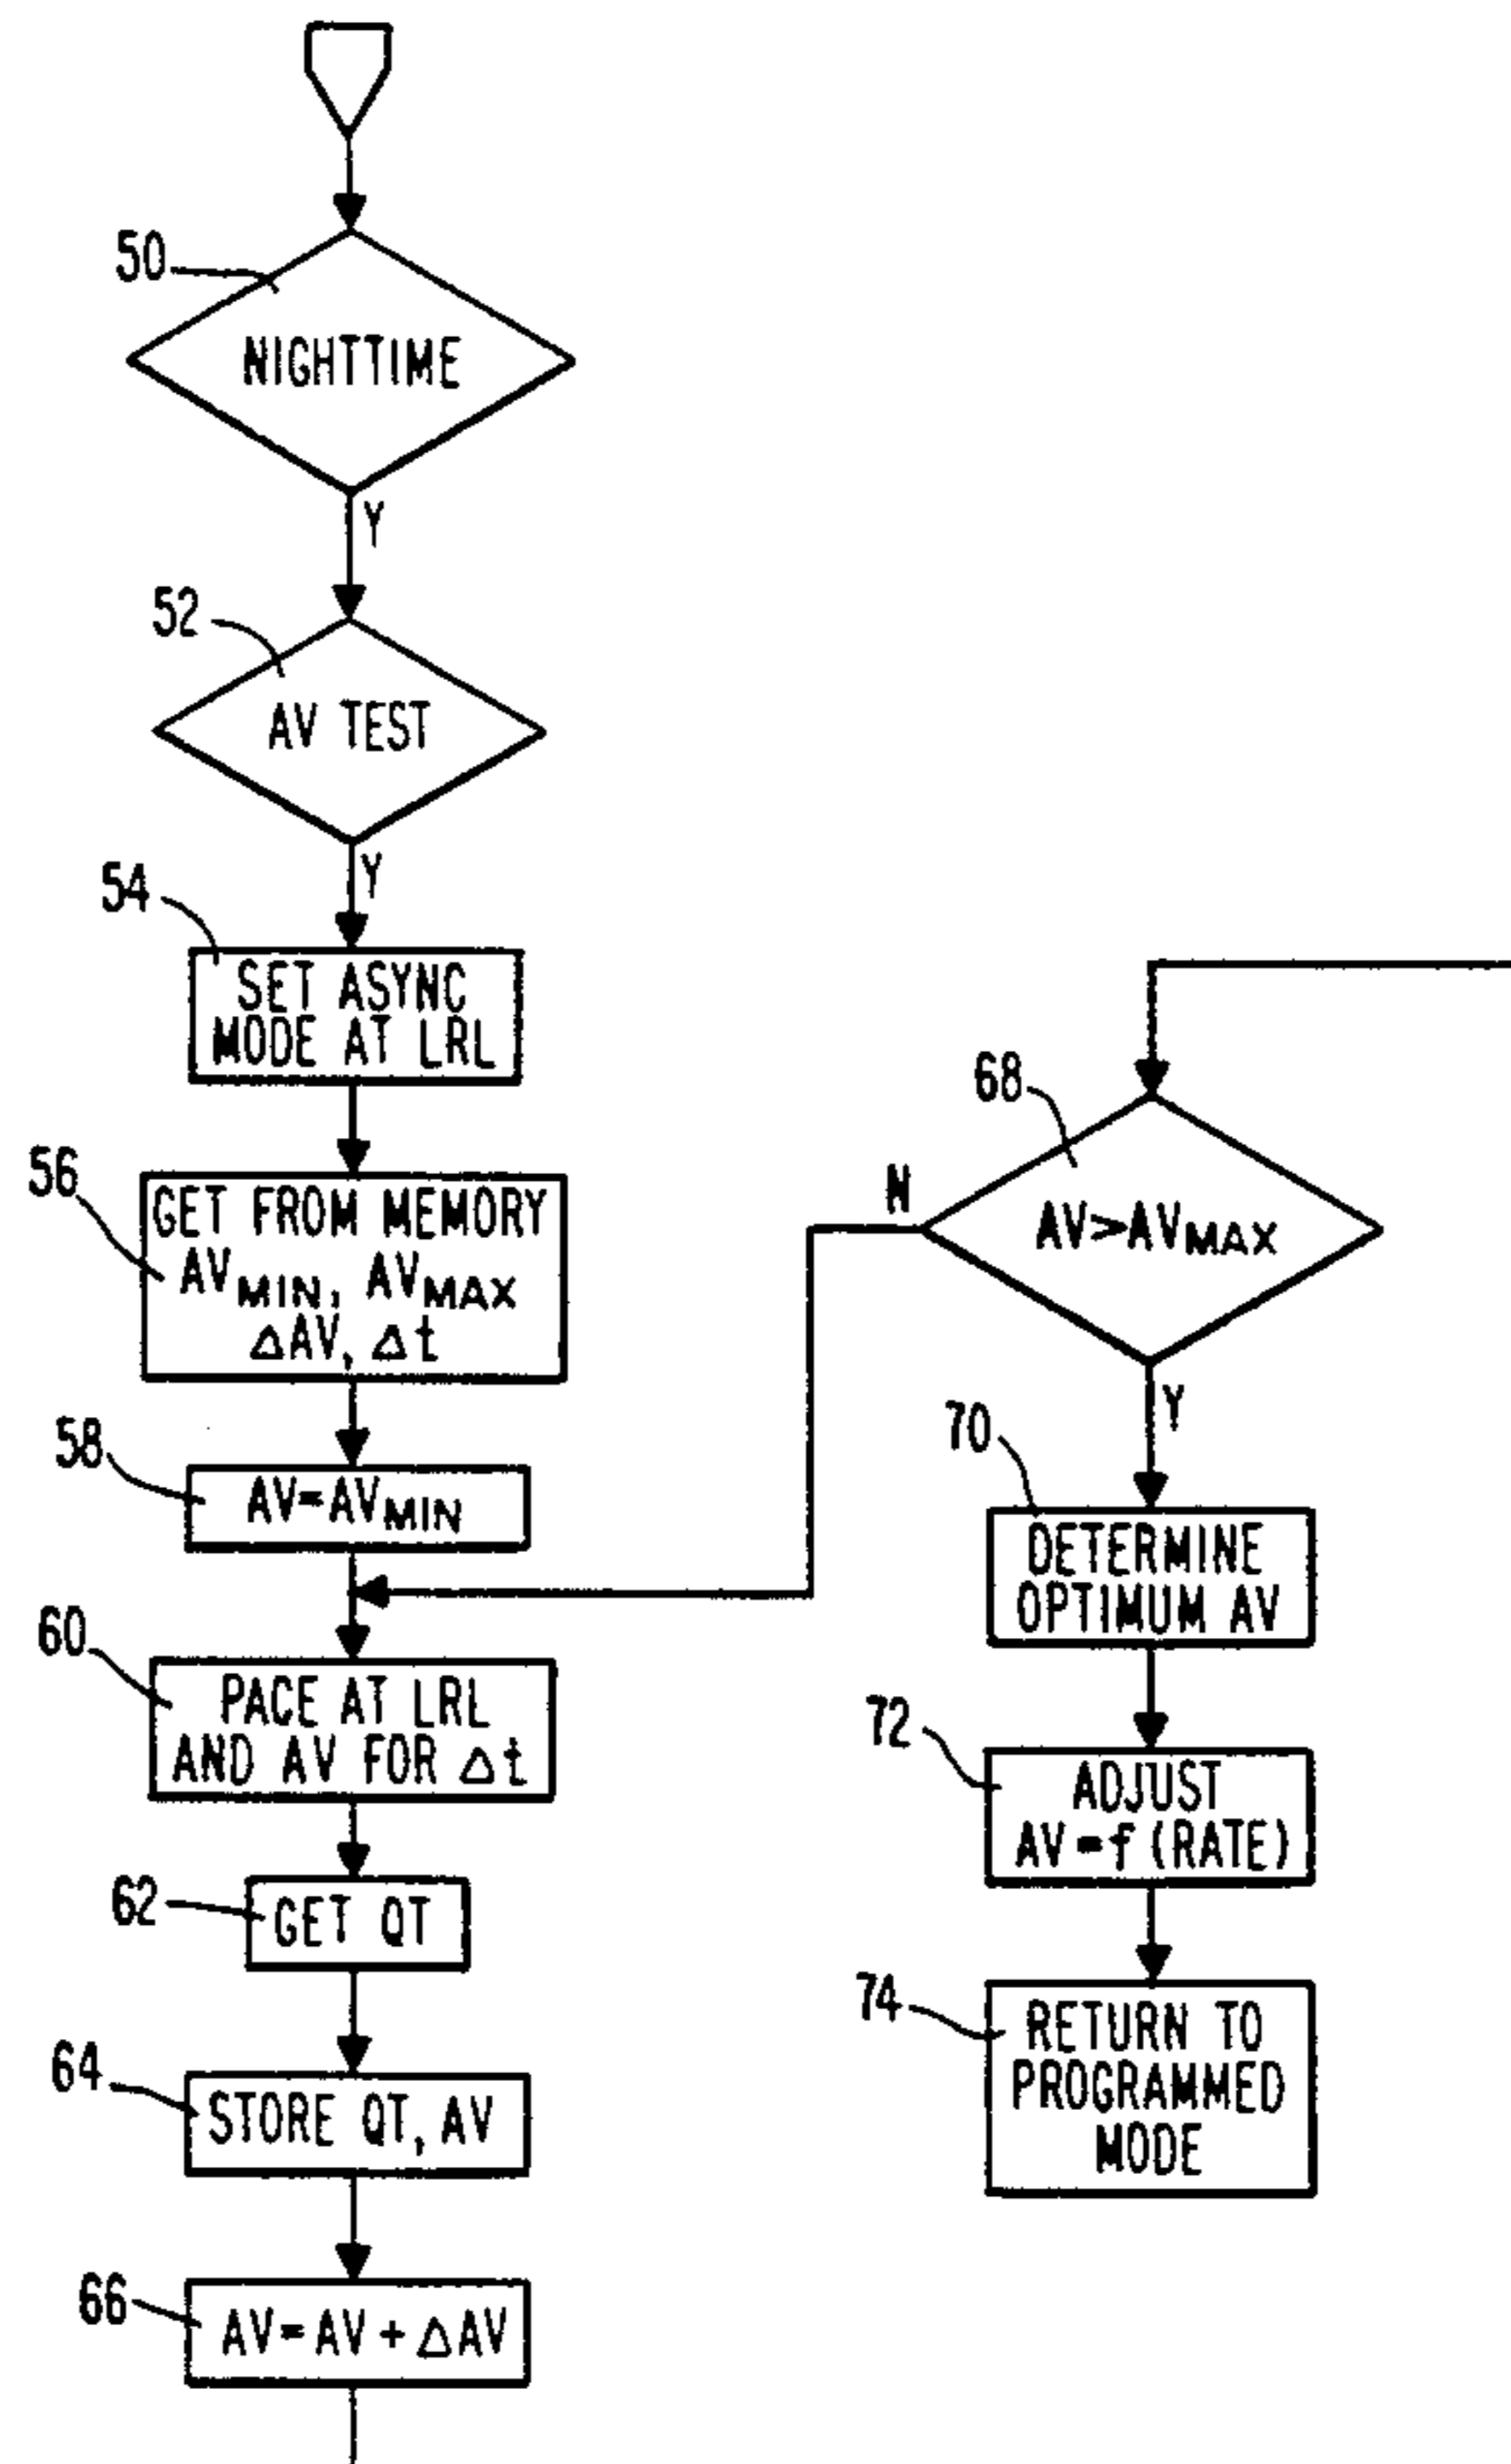 50
NIGHTTIME
Y
52
AV TEST
Y
54
SET ASYNC
MODE AT LRL
56
GET FROM MEMORY
AVMIN, AVMAX
ΔAV, Δt
58
AV=AVMIN
60
PACE AT LRL
AND AV FOR Δt
62
GET QT
64
STORE QT, AV
66
AV=AV+ΔAV
68
N
AV>AVMAX
Y
70
DETERMINE
OPTIMUM AV
72
ADJUST
AV=f(RATE)
74
RETURN TO
PROGRAMMED
MODE